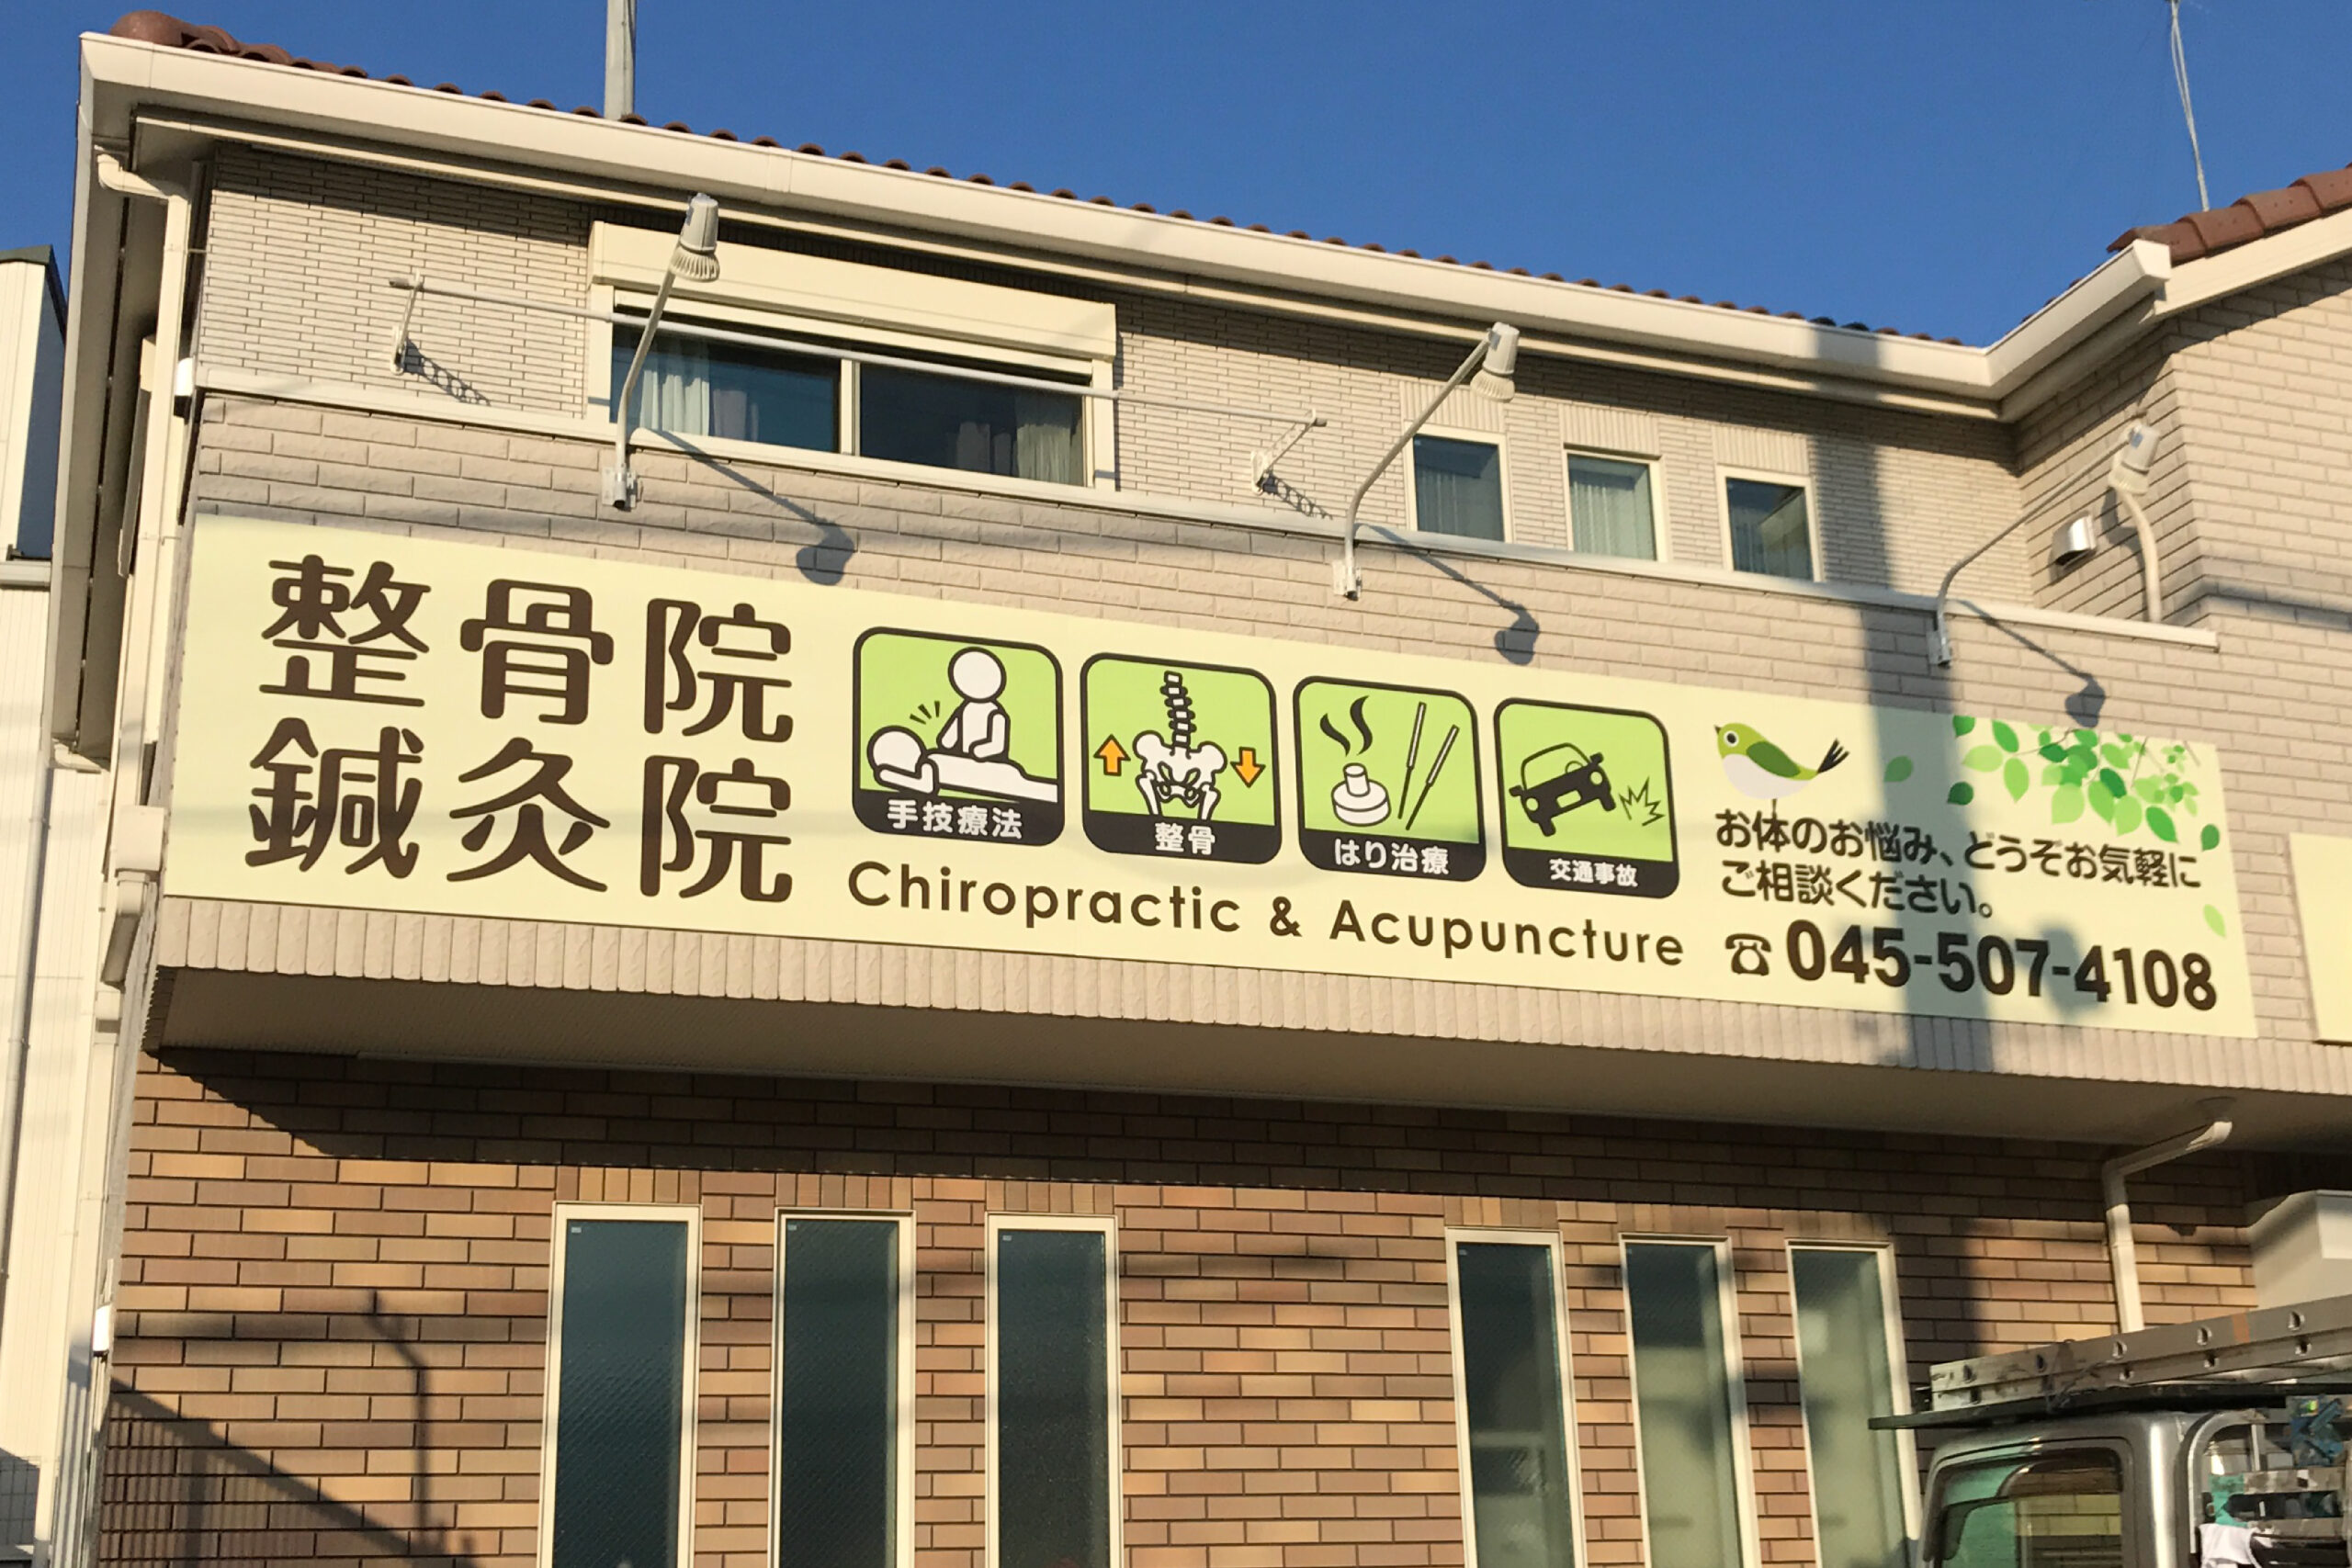 整骨院
鍼灸院
手技療法
整骨
はり治療
交通事故
Chiropractic & Acupuncture
お体のお悩み、どうぞお気軽に
ご相談ください。
☎045-507-4108